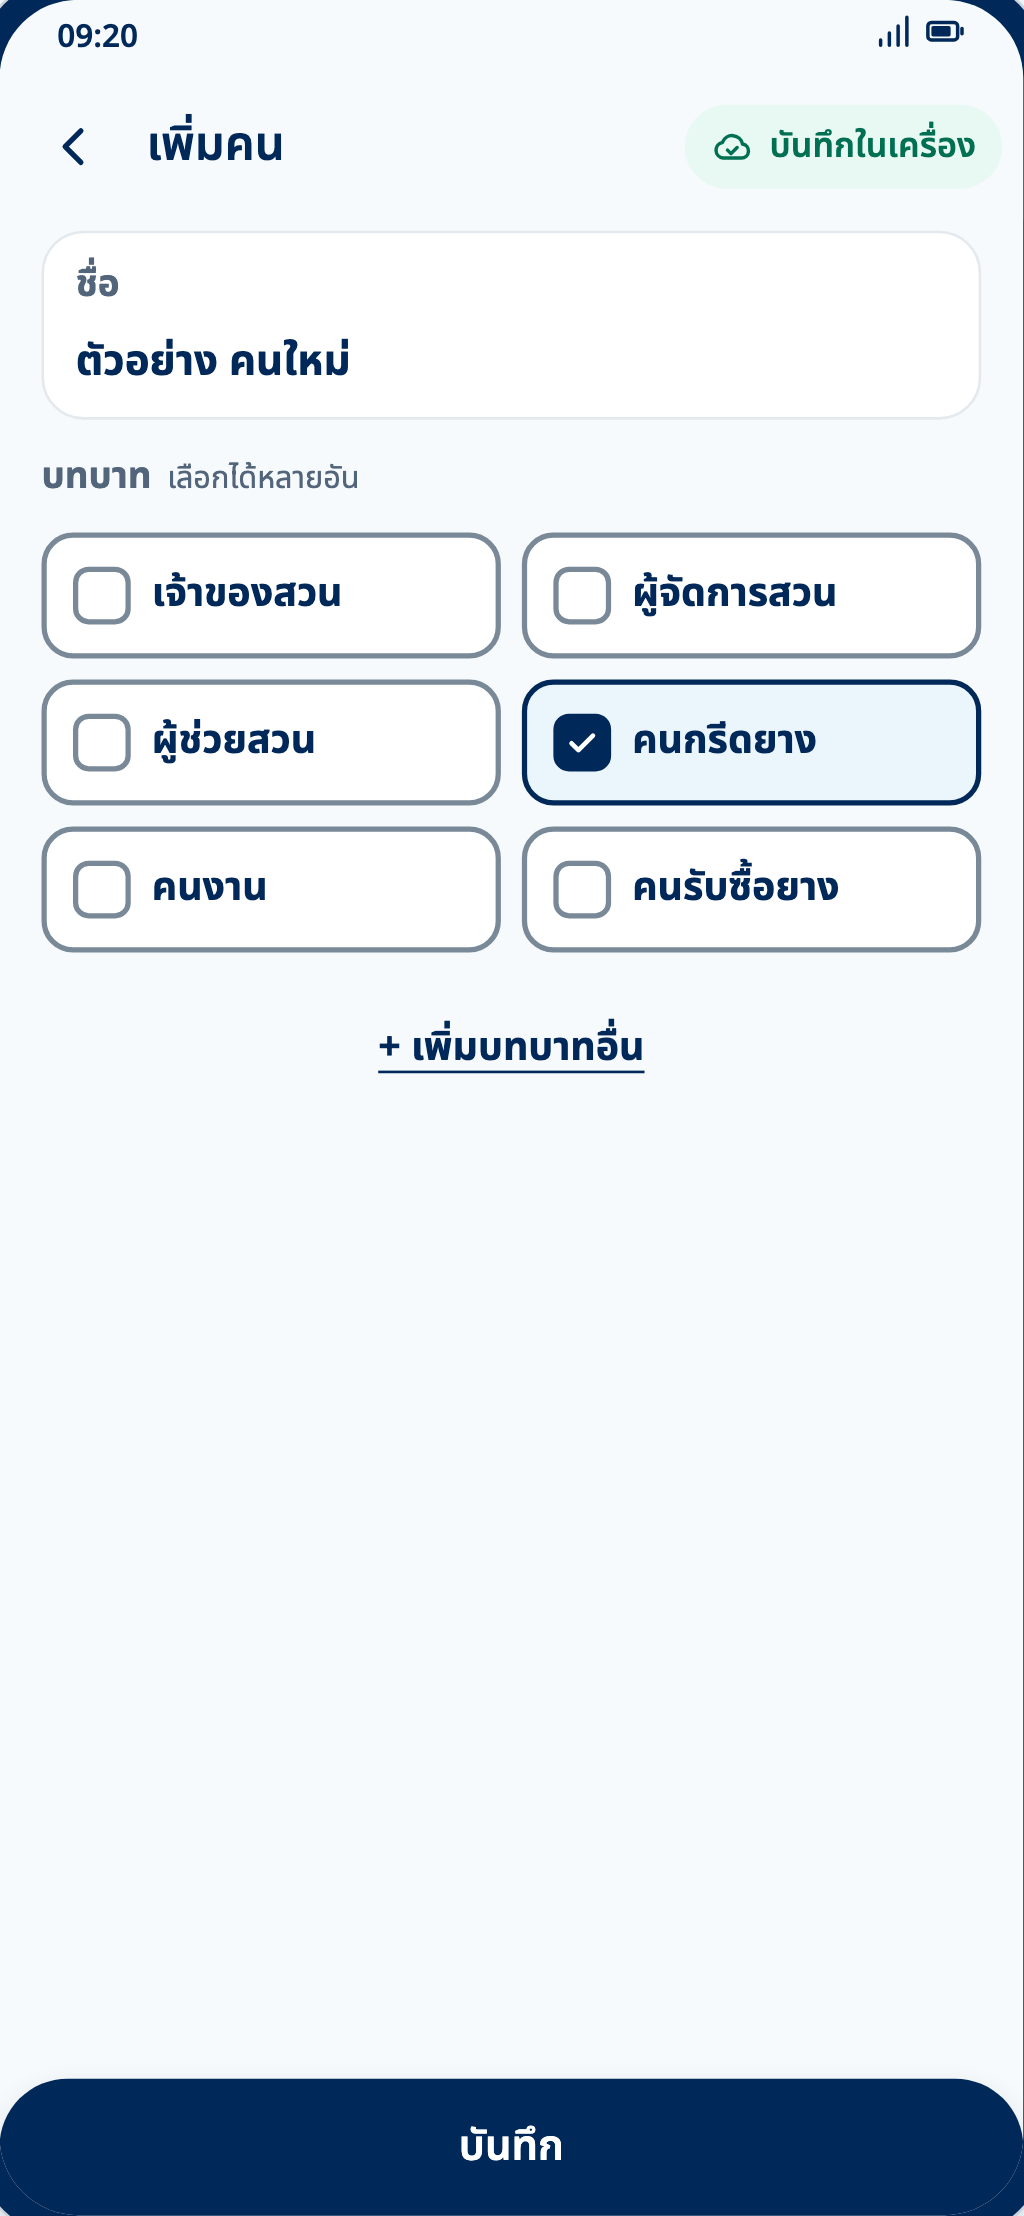 09:20
เพิ่มคน
บันทึกในเครื่อง
ชื่อ
ตัวอย่าง คนใหม่
บทบาท เลือกได้หลายอัน
เจ้าของสวน
ผู้จัดการสวน
ผู้ช่วยสวน
คนกรีดยาง
คนงาน
คนรับซื้อยาง
+ เพิ่มบทบาทอื่น
บันทึก